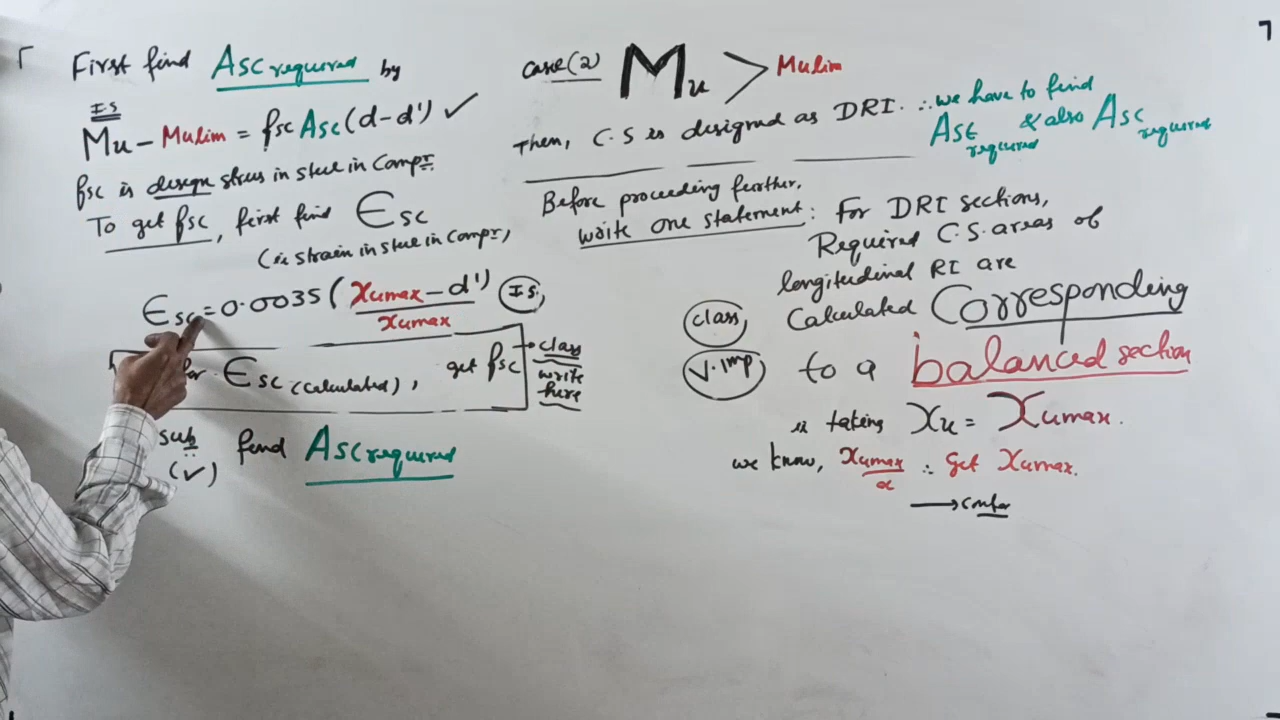 First find Asc required by
IS
Mu - Mulim = fsc Asc (d - d') ✓
fsc is design stress in steel in Compr.
To get fsc, first find Esc
(is strain in steel in Compr,
Esc = 0.0035 ( xumax - d' ) IS
xumax
for Esc (calculated), get fsc → class
write
here
sub find Asc required
(✓)
case (2) Mu > Mulim
Then, C.S is designed as DRI. ∴ we have to find
Ast required & also Asc required
Before proceeding further,
write one statement: For DRI sections,
Required C.S. areas of
longitudinal RI are
class Calculated Corresponding
V.imp to a balanced section
is taking xu = xumax.
we know, xumax ∴ get xumax.
→ contd